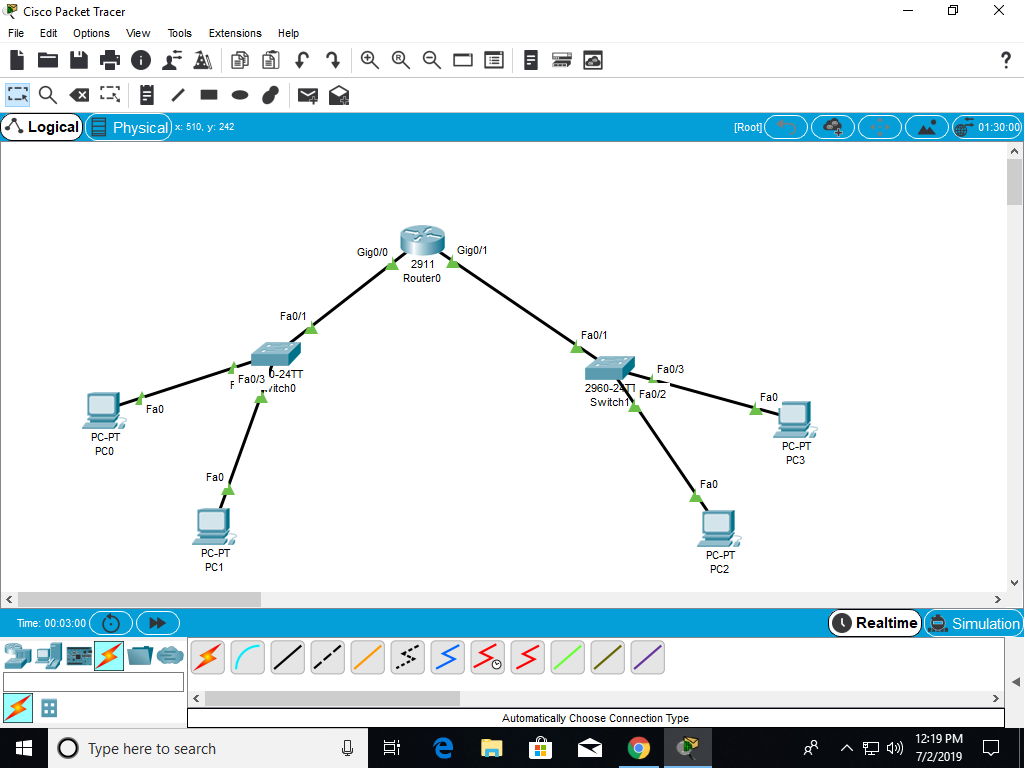 Cisco Packet Tracer
File Edit Options View Tools Extensions Help
Logical Physical x: 510, y: 242 [Root] 01:30:00
Gig0/0 Gig0/1
2911
Router0
Fa0/1
Fa0/1
Fa0/3 0-24TT
itch0
Fa0/3
2960-24TT Fa0/2
Switch1
Fa0
PC-PT
PC0
Fa0
PC-PT
PC3
Fa0
PC-PT
PC1
Fa0
PC-PT
PC2
Time: 00:03:00 Realtime Simulation
Automatically Choose Connection Type
Type here to search
12:19 PM
7/2/2019